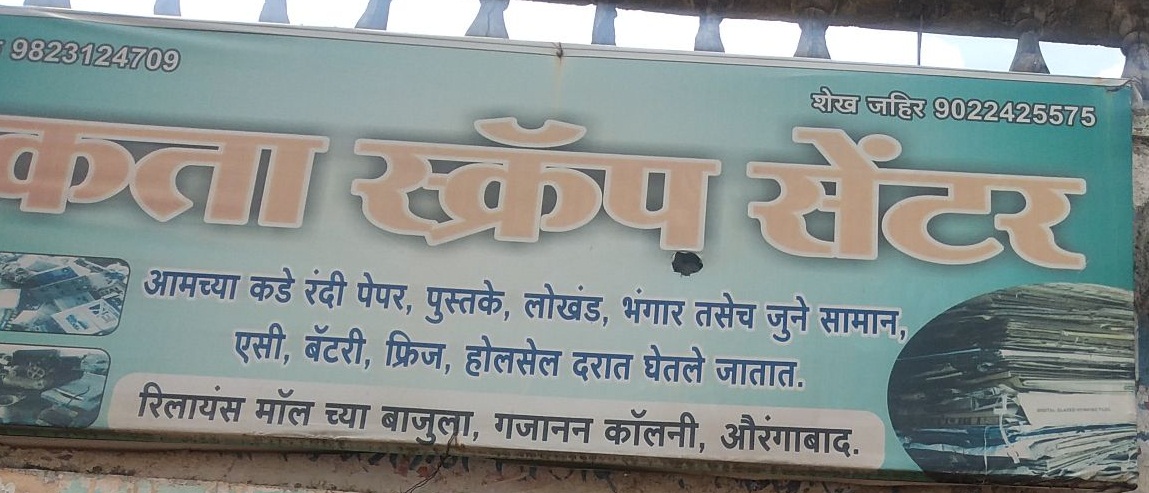 9823124709
शेख जहिर 9022425575
कता स्क्रॅप सेंटर
आमच्या कडे रंदी पेपर, पुस्तके, लोखंड, भंगार तसेच जुने सामान,
एसी, बॅटरी, फ्रिज, होलसेल दरात घेतले जातात.
रिलायंस मॉल च्या बाजुला, गजानन कॉलनी, औरंगाबाद.